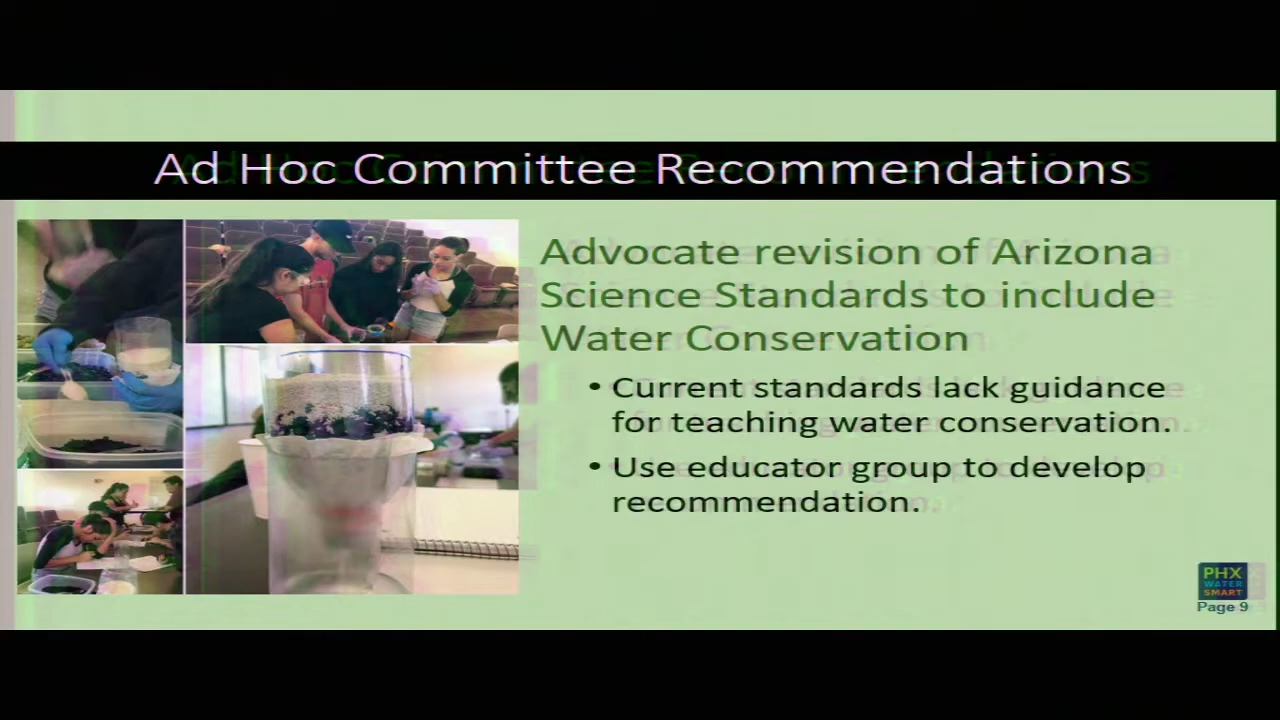 Ad Hoc Committee Recommendations
Advocate revision of Arizona
Science Standards to include
Water Conservation
• Current standards lack guidance
for teaching water conservation.
• Use educator group to develop
recommendation.
PHX
WATER
SMART
Page 9